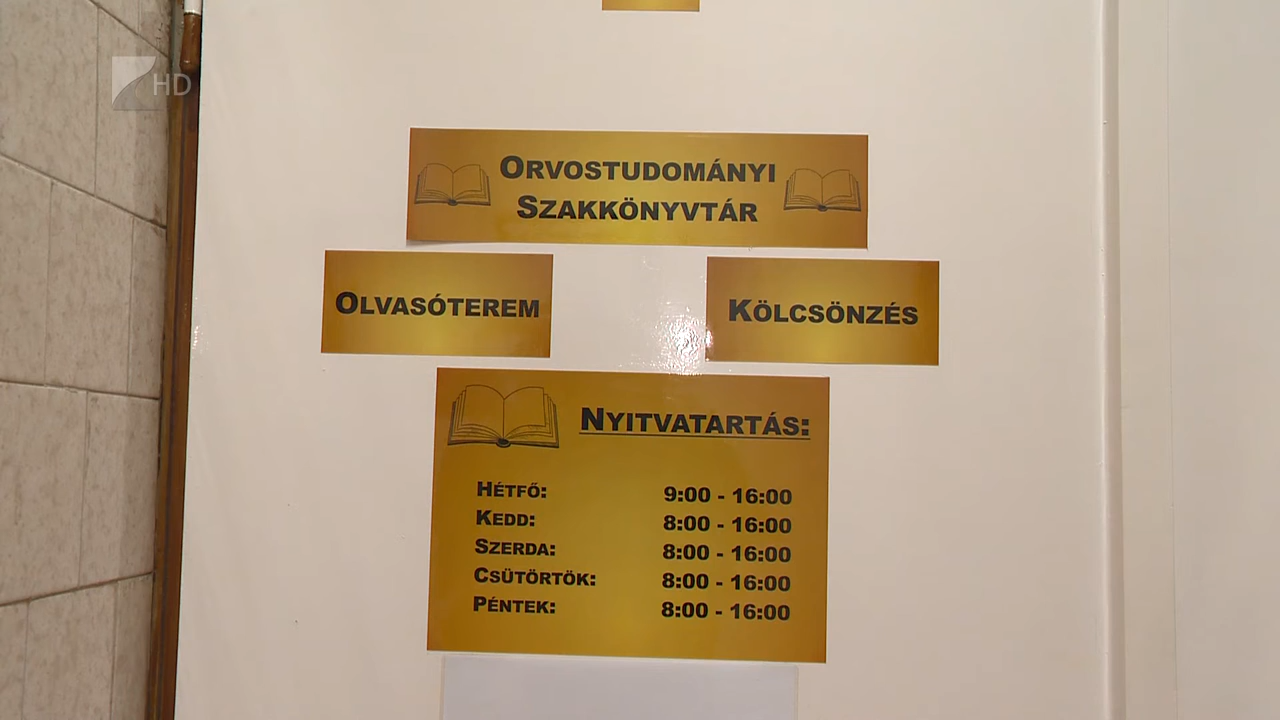 HD
ORVOSTUDOMÁNYI
SZAKKÖNYVTÁR
OLVASÓTEREM
KÖLCSÖNZÉS
NYITVATARTÁS:
HÉTFŐ: 9:00 - 16:00
KEDD: 8:00 - 16:00
SZERDA: 8:00 - 16:00
CSÜTÖRTÖK: 8:00 - 16:00
PÉNTEK: 8:00 - 16:00